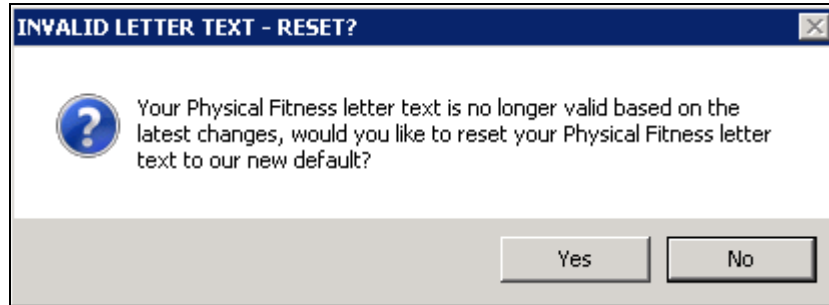 INVALID LETTER TEXT - RESET?
Your Physical Fitness letter text is no longer valid based on the
latest changes, would you like to reset your Physical Fitness letter
text to our new default?
Yes
No